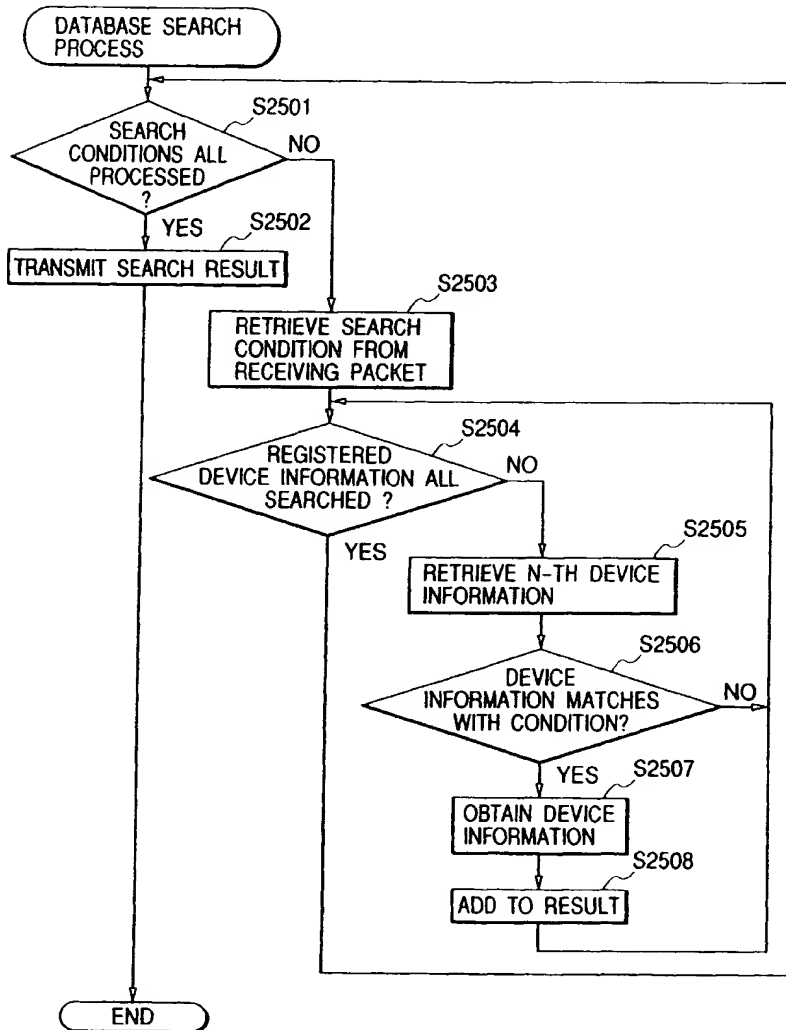 DATABASE SEARCH
PROCESS
S2501
SEARCH
CONDITIONS ALL
PROCESSED
?
NO
YES
S2502
TRANSMIT SEARCH RESULT
S2503
RETRIEVE SEARCH
CONDITION FROM
RECEIVING PACKET
S2504
REGISTERED
DEVICE INFORMATION ALL
SEARCHED ?
NO
YES
S2505
RETRIEVE N-TH DEVICE
INFORMATION
S2506
DEVICE
INFORMATION MATCHES
WITH CONDITION?
NO
YES
S2507
OBTAIN DEVICE
INFORMATION
S2508
ADD TO RESULT
END